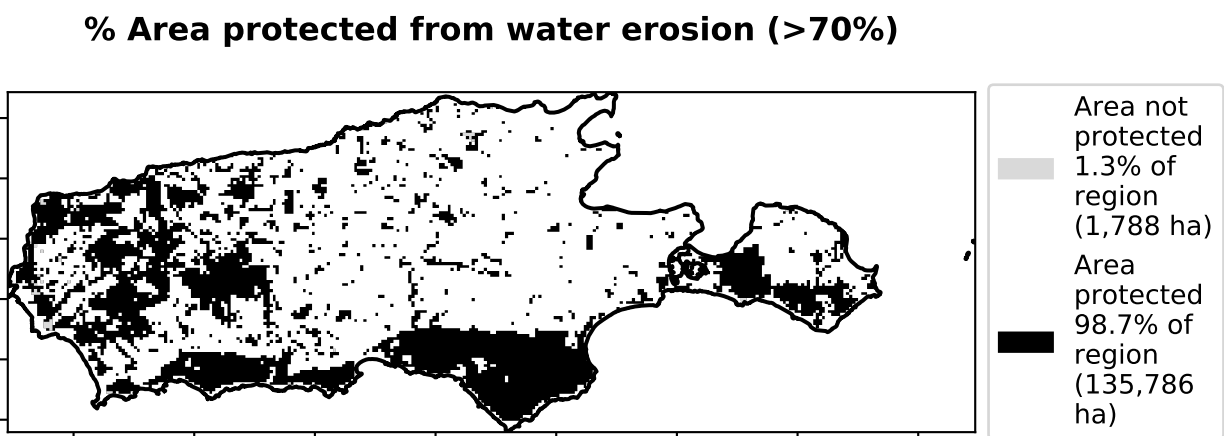 % Area protected from water erosion (>70%)
Area not
protected
1.3% of
region
(1,788 ha)
Area
protected
98.7% of
region
(135,786
ha)